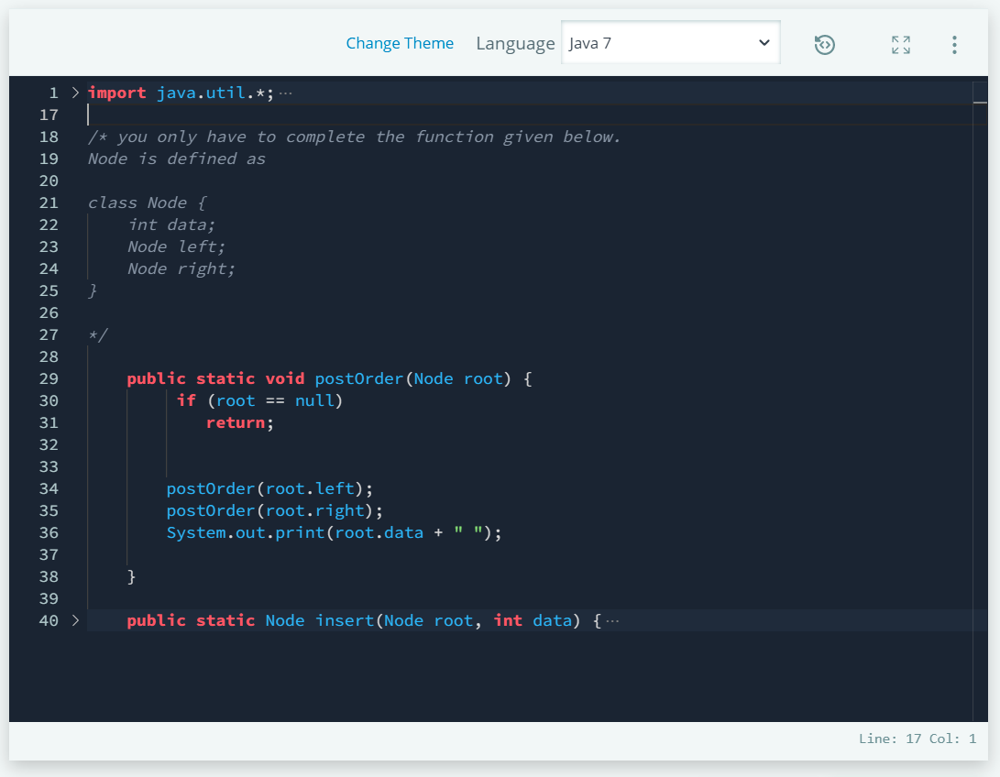 Change Theme Language Java 7
1 import java.util.*;···
17
18 /* you only have to complete the function given below.
19 Node is defined as
20
21 class Node {
22     int data;
23     Node left;
24     Node right;
25 }
26
27 */
28
29     public static void postOrder(Node root) {
30          if (root == null)
31             return;
32
33
34         postOrder(root.left);
35         postOrder(root.right);
36         System.out.print(root.data + " ");
37
38     }
39
40     public static Node insert(Node root, int data) {···
Line: 17 Col: 1